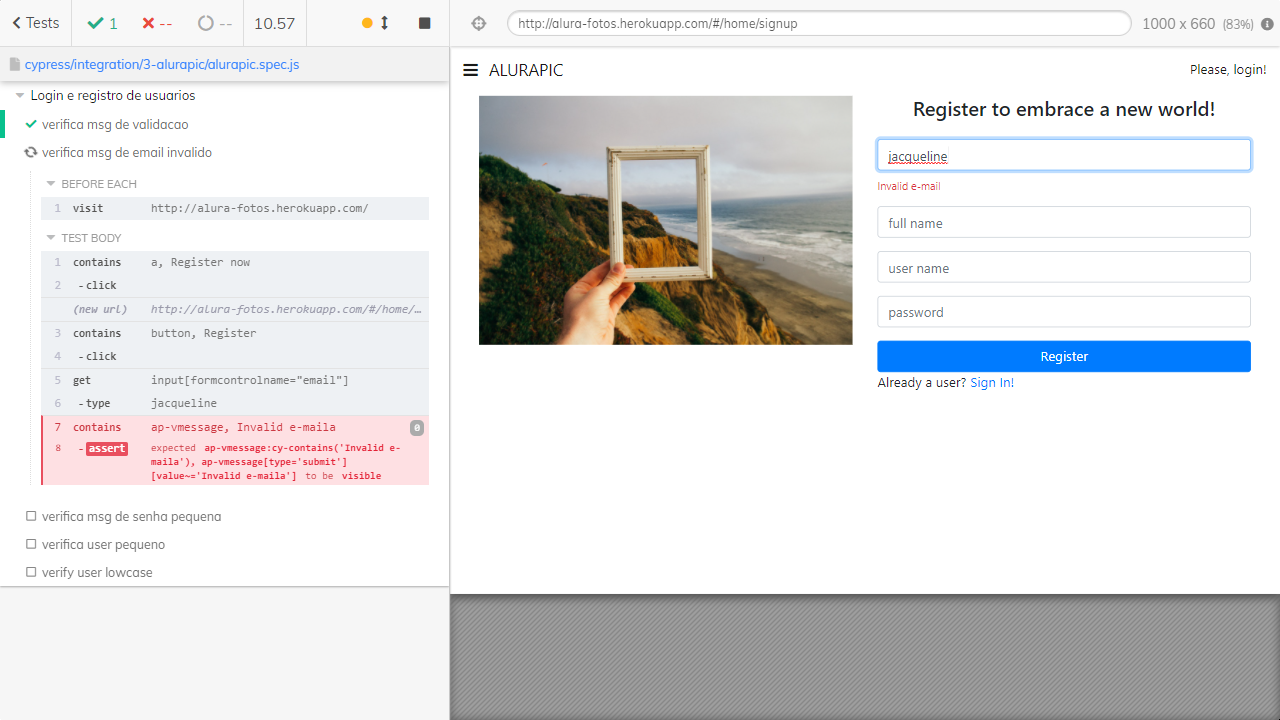 Tests
1
--
--
10.57
cypress/integration/3-alurapic/alurapic.spec.js
Login e registro de usuarios
verifica msg de validacao
verifica msg de email invalido
BEFORE EACH
1 visit http://alura-fotos.herokuapp.com/
TEST BODY
1 contains a, Register now
2 -click
(new url) http://alura-fotos.herokuapp.com/#/home/…
3 contains button, Register
4 -click
5 get input[formcontrolname="email"]
6 -type jacqueline
7 contains ap-vmessage, Invalid e-maila 0
8 -assert expected ap-vmessage:cy-contains('Invalid e-
maila'), ap-vmessage[type='submit']
[value~='Invalid e-maila'] to be visible
verifica msg de senha pequena
verifica user pequeno
verify user lowcase
http://alura-fotos.herokuapp.com/#/home/signup
1000 x 660 (83%)
ALURAPIC
Please, login!
Register to embrace a new world!
jacqueline
Invalid e-mail
full name
user name
password
Register
Already a user? Sign In!